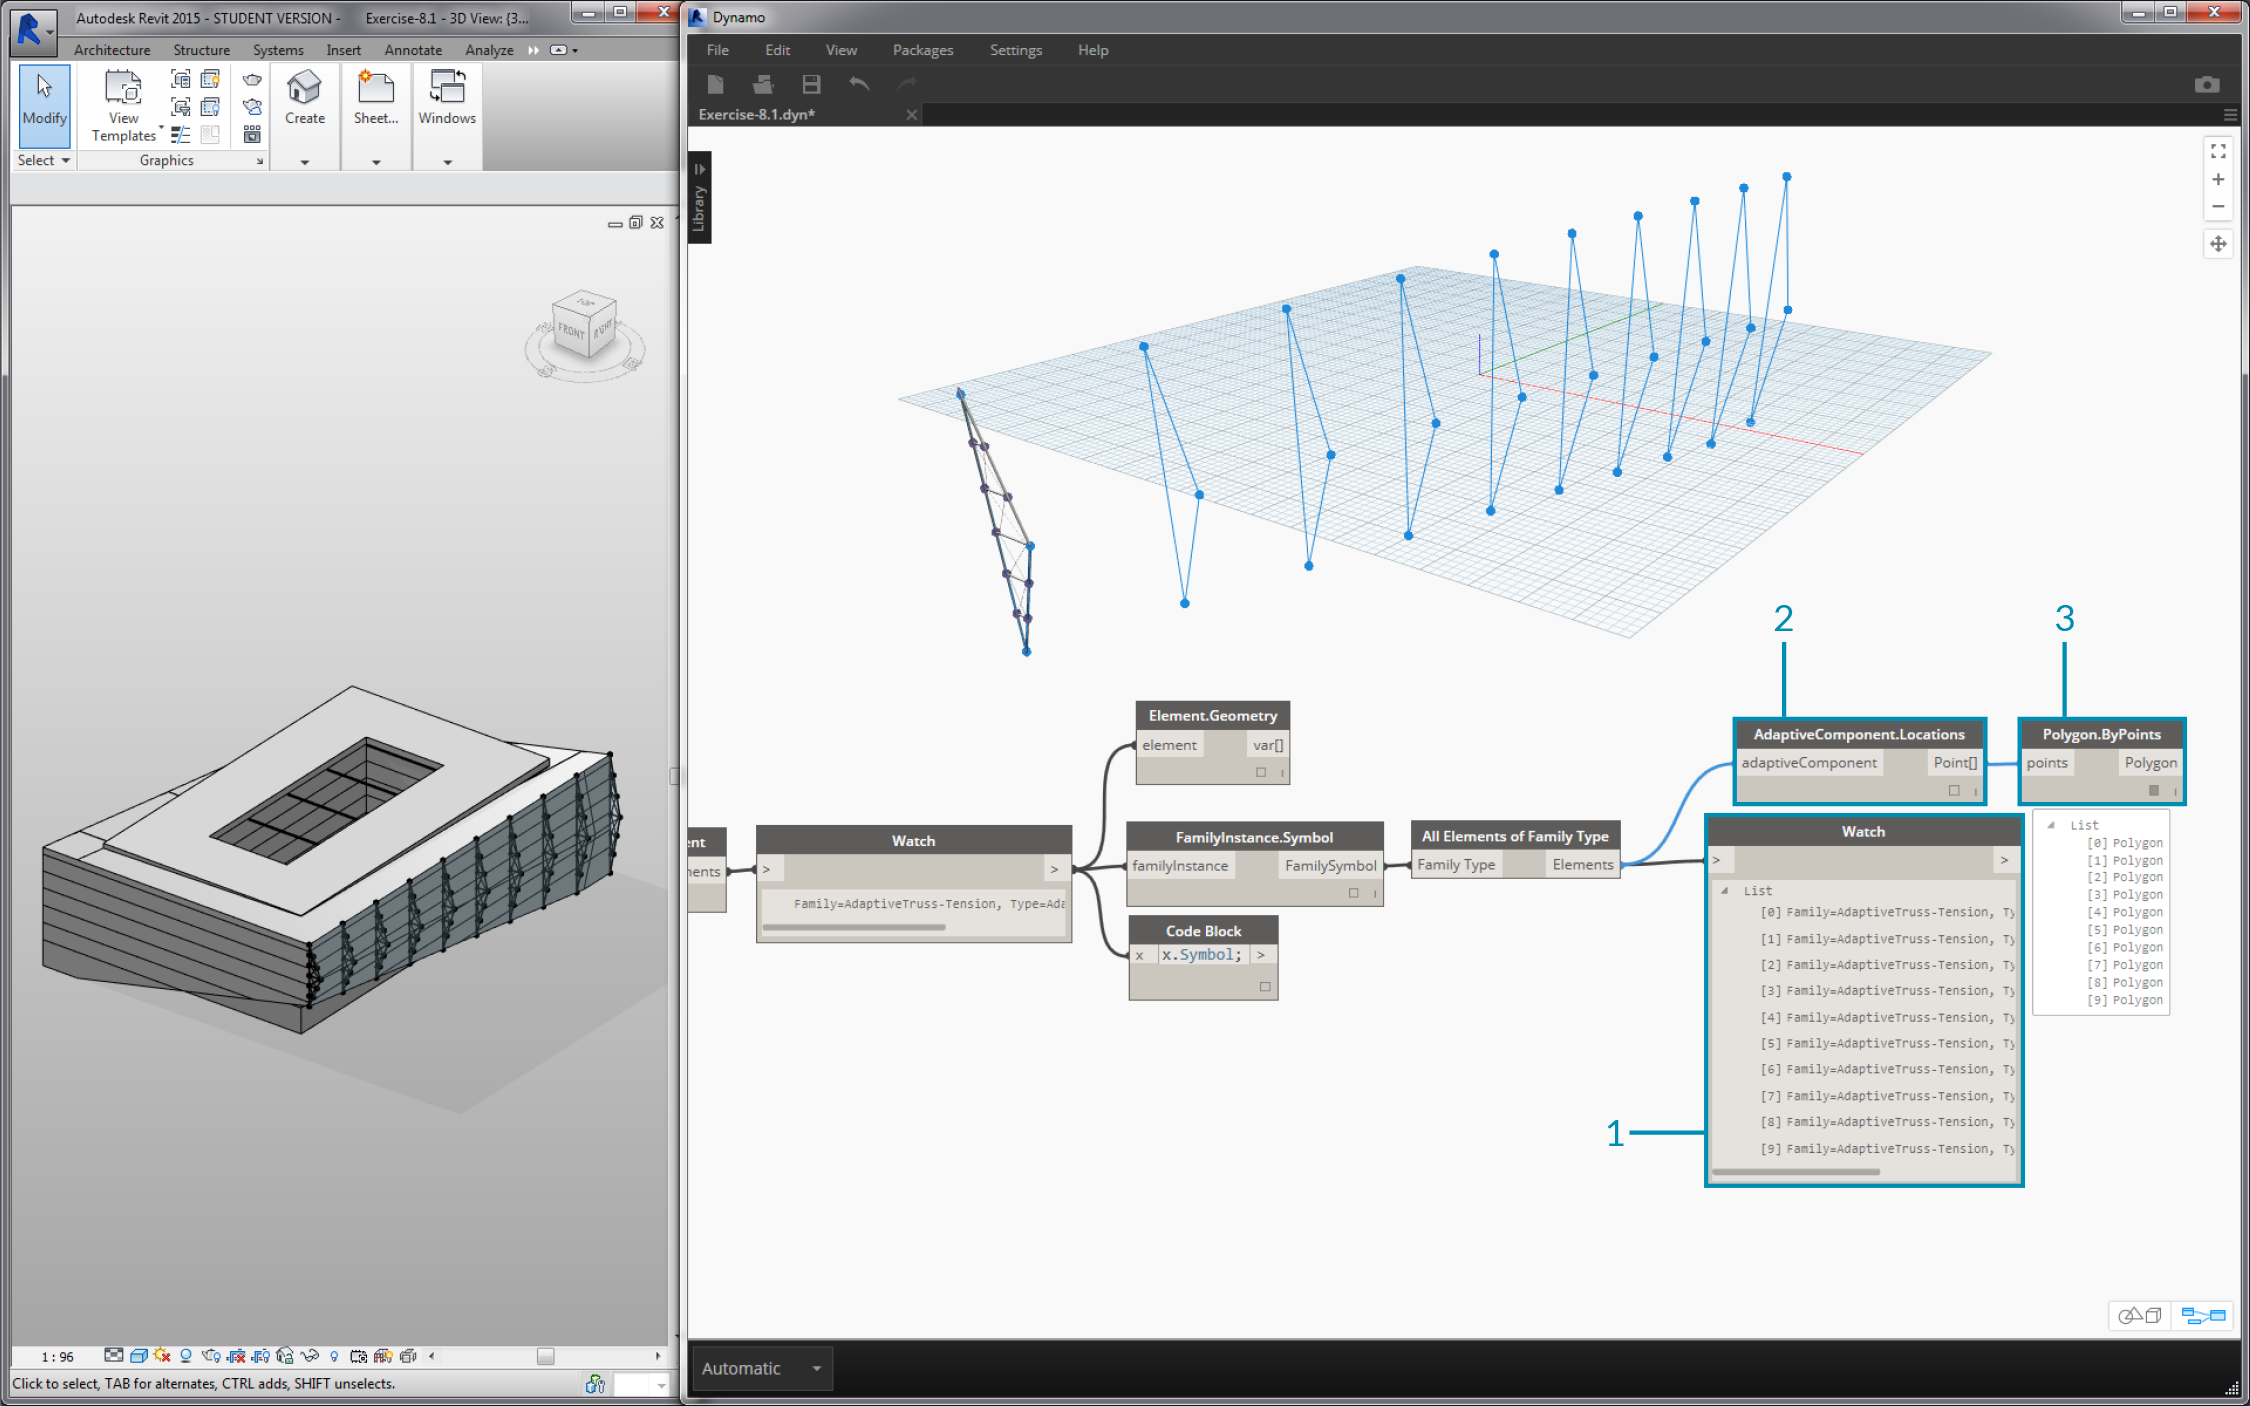 Autodesk Revit 2015 - STUDENT VERSION -
Exercise-8.1 - 3D View: {3...
Architecture
Structure
Systems
Insert
Annotate
Analyze
Modify
View
Templates
Create
Sheet...
Windows
Select
Graphics
TOP
FRONT
RIGHT
1 : 96
Click to select, TAB for alternates, CTRL adds, SHIFT unselects.
Dynamo
File
Edit
View
Packages
Settings
Help
Exercise-8.1.dyn*
Library
2
3
Element.Geometry
element
var[]
AdaptiveComponent.Locations
adaptiveComponent
Point[]
Polygon.ByPoints
points
Polygon
ent
nents
Watch
>
>
Family=AdaptiveTruss-Tension, Type=Ada
FamilyInstance.Symbol
familyInstance
FamilySymbol
All Elements of Family Type
Family Type
Elements
Code Block
x
x.Symbol;
>
Watch
>
>
List
[0] Family=AdaptiveTruss-Tension, Ty
[1] Family=AdaptiveTruss-Tension, Ty
[2] Family=AdaptiveTruss-Tension, Ty
[3] Family=AdaptiveTruss-Tension, Ty
[4] Family=AdaptiveTruss-Tension, Ty
[5] Family=AdaptiveTruss-Tension, Ty
[6] Family=AdaptiveTruss-Tension, Ty
[7] Family=AdaptiveTruss-Tension, Ty
[8] Family=AdaptiveTruss-Tension, Ty
[9] Family=AdaptiveTruss-Tension, Ty
List
[0] Polygon
[1] Polygon
[2] Polygon
[3] Polygon
[4] Polygon
[5] Polygon
[6] Polygon
[7] Polygon
[8] Polygon
[9] Polygon
1
Automatic